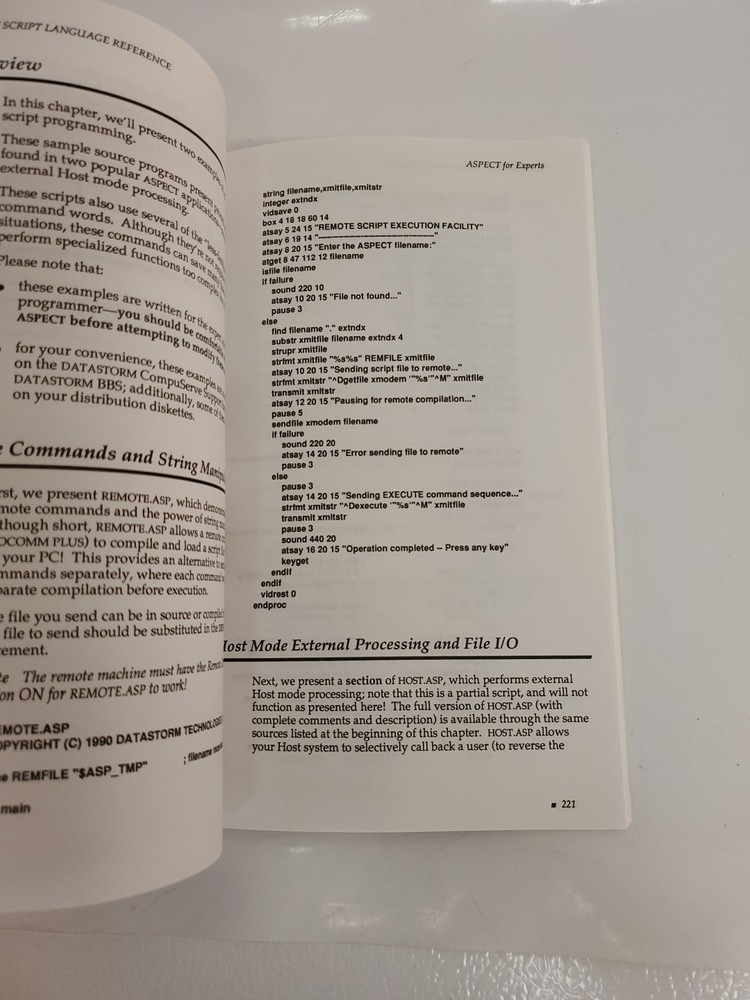 SCRIPT LANGUAGE REFERENCE
In this chapter, we'll present two
script programming.
These sample source programs present
found in two popular ASPECT
external Host mode processing.
These scripts also use several of the
command words. Although they're not
situations, these commands can save many
perform specialized functions too complex
Please note that:
these examples are written for the
programmer—you should be
ASPECT before attempting to modify
for your convenience, these examples
on the DATASTORM CompuServe Support
DATASTORM BBS; additionally, some of
on your distribution diskettes.
Commands and String
we present REMOTE.ASP, which
commands and the power of string
though short, REMOTE.ASP allows a
PLUS) to compile and load a script
your PC! This provides an alternative
separately, where each
compilation before execution.
file you send can be in source or
file to send should be substituted in the
The remote machine must have the
ON for REMOTE.ASP to work!
(C) 1990 DATASTORM
REMFILE "$ASP_TMP" ; filename
main
ASPECT for Experts
string filename,xmitfile,xmitstr
integer extndx
vidsave 0
box 4 18 18 60 14
atsay 5 24 15 "REMOTE SCRIPT EXECUTION FACILITY"
atsay 6 19 14
atsay 8 20 15 "Enter the ASPECT filename:"
atget 8 47 112 12 filename
isfile filename
if failure
sound 220 10
atsay 10 20 15 "File not found..."
pause 3
else
find filename "." extndx
substr xmitfile filename extndx 4
strupr xmitfile
strfmt xmitfile "%s%s" REMFILE xmitfile
atsay 10 20 15 "Sending script file to remote..."
strfmt xmitstr "^Dgetfile xmodem '"%s'"^M" xmitfile
transmit xmitstr
atsay 12 20 15 "Pausing for remote compilation..."
pause 5
sendfile xmodem filename
if failure
sound 220 20
atsay 14 20 15 "Error sending file to remote"
pause 3
else
pause 3
atsay 14 20 15 "Sending EXECUTE command sequence..."
strfmt xmitstr "^Dexecute '"%s'"^M" xmitfile
transmit xmitstr
pause 3
sound 440 20
atsay 16 20 15 "Operation completed – Press any key"
keyget
endif
endif
vidrest 0
endproc
Host Mode External Processing and File I/O
Next, we present a section of HOST.ASP, which performs external
Host mode processing; note that this is a partial script, and will not
function as presented here! The full version of HOST.ASP (with
complete comments and description) is available through the same
sources listed at the beginning of this chapter. HOST.ASP allows
your Host system to selectively call back a user (to reverse the
■ 221